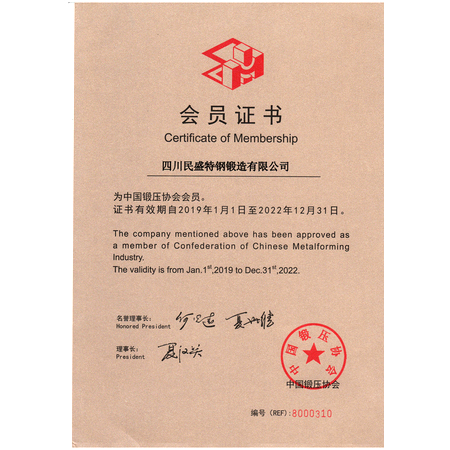 会员证书
Certificate of Membership
四川民盛特钢锻造有限公司
为中国锻压协会会员。
证书有效期自2019年1月1日至2022年12月31日。
The company mentioned above has been approved as
a member of Confederation of Chinese Metalforming
Industry.
The validity is from Jan.1st,2019 to Dec.31st,2022.
名誉理事长:
Honored President
理事长:
President
中国锻压协会
中国锻压协会
编号 (REF): 8000310